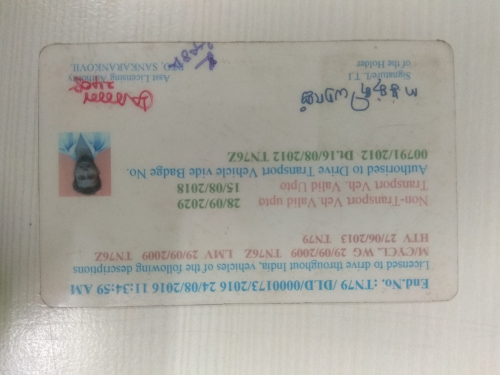 End.No. : TN79 /DLD/0000173/2016 24/08/2016 11:34:59 AM
Licensed to drive throughout India, vehicles of the following descriptions
M/CYCL, WG 29/09/2009 TN76Z LMV 29/09/2009 TN76Z
HTV 27/06/2013 TN79
Non-Transport Veh. Valid upto 28/09/2029
Transport Veh. Valid Upto 15/08/2018
Authorised to Drive Transport vehicle Badge No.
00791/2012 Dt.16/08/2012 TN76Z
Signature/L.T.I
of the Holder
Asst Licensing Authority
SANKARANKOVIL